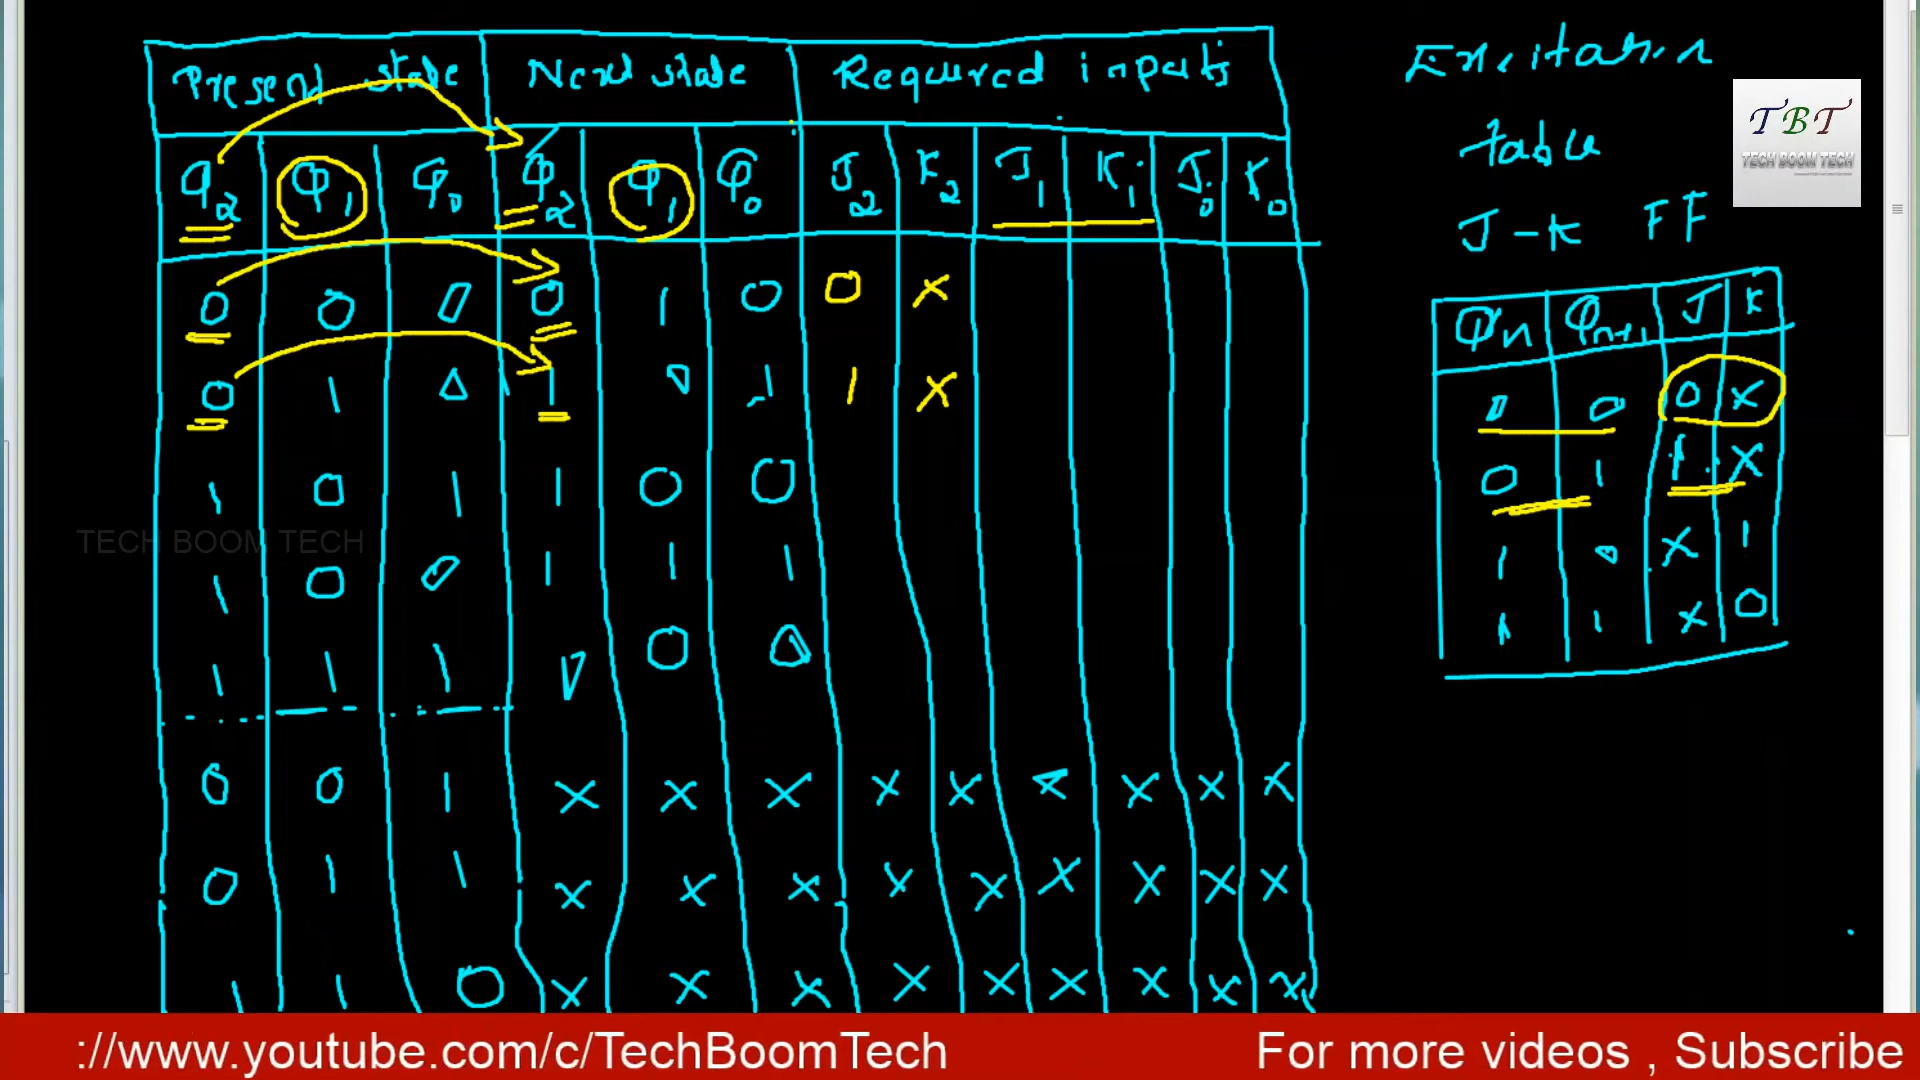 Present state Next state Required inputs
Q2 Q1 Q0 Q2 Q1 Q0 J2 K2 J1 K1 J0 K0
0 0 0 0 1 0 0 X
0 1 0 1 0 1 1 X
1 0 1 1 0 0
1 0 0 1 1 1
1 1 1 0 0 0
0 0 1 X X X X X X X X X
0 1 1 X X X X X X X X X
1 1 0 X X X X X X X X X
Excitation
table
J-K FF
Qn Qn+1 J K
0 0 0 X
0 1 1 X
1 0 X 1
1 1 X 0
TBT
TECH BOOM TECH
TECH BOOM TECH
://www.youtube.com/c/TechBoomTech
For more videos , Subscribe